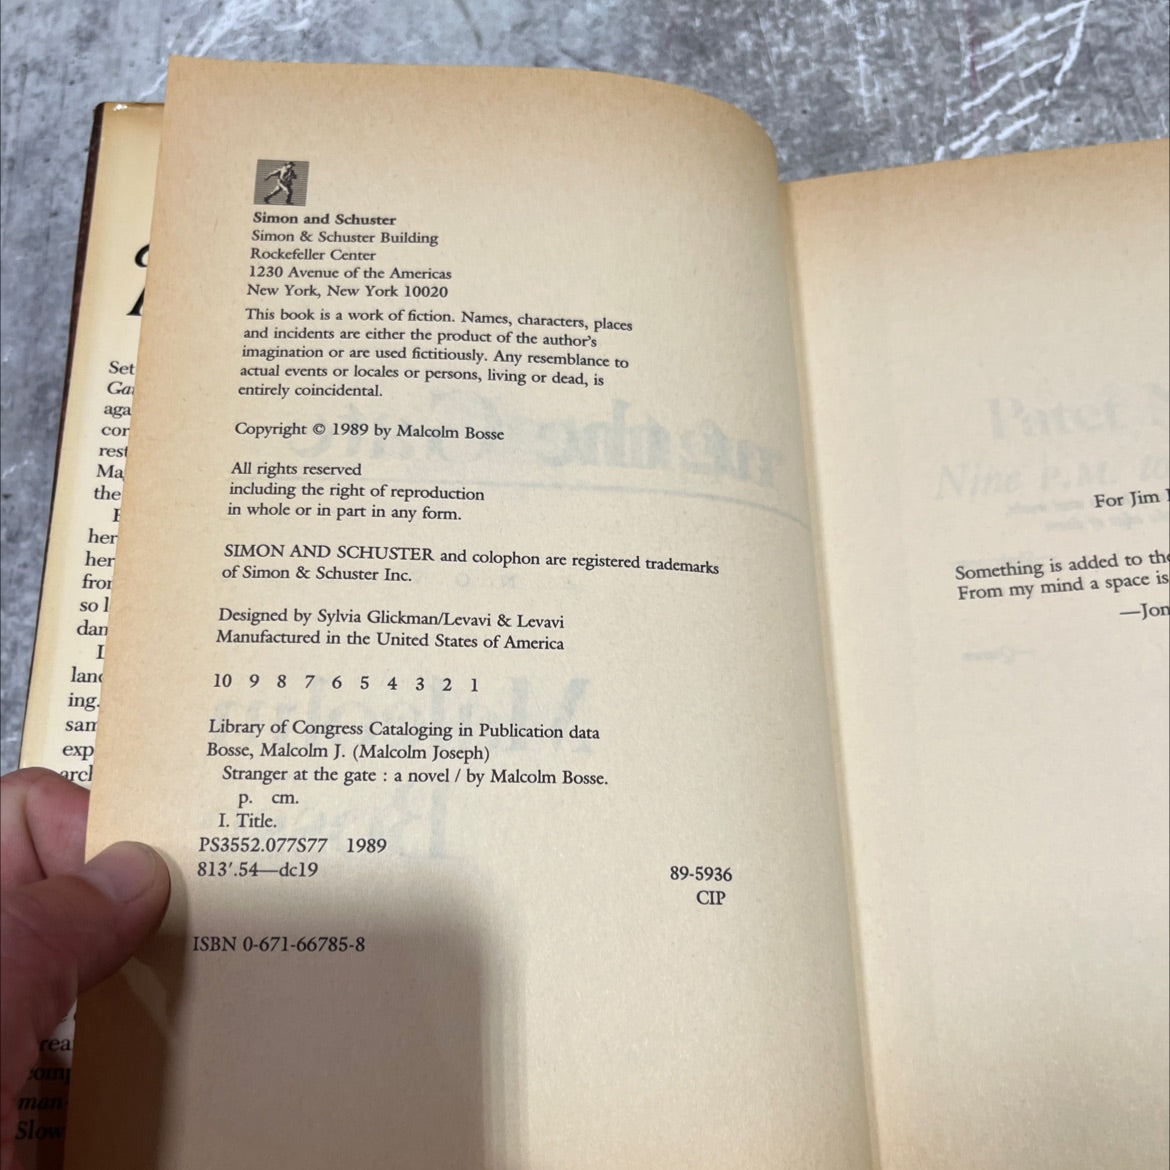 Simon and Schuster
Simon & Schuster Building
Rockefeller Center
1230 Avenue of the Americas
New York, New York 10020
This book is a work of fiction. Names, characters, places
and incidents are either the product of the author's
imagination or are used fictitiously. Any resemblance to
actual events or locales or persons, living or dead, is
entirely coincidental.
Copyright © 1989 by Malcolm Bosse
All rights reserved
including the right of reproduction
in whole or in part in any form.
SIMON AND SCHUSTER and colophon are registered trademarks
of Simon & Schuster Inc.
Designed by Sylvia Glickman/Levavi & Levavi
Manufactured in the United States of America
10 9 8 7 6 5 4 3 2 1
Library of Congress Cataloging in Publication data
Bosse, Malcolm J. (Malcolm Joseph)
Stranger at the gate : a novel / by Malcolm Bosse.
p. cm.
I. Title.
PS3552.077S77 1989
813'.54—dc19
89-5936
CIP
ISBN 0-671-66785-8
For Jim
Something is added to the
From my mind a space is
—Jon
Nine P.M. to
Set
her
her
so
ing.
Slow